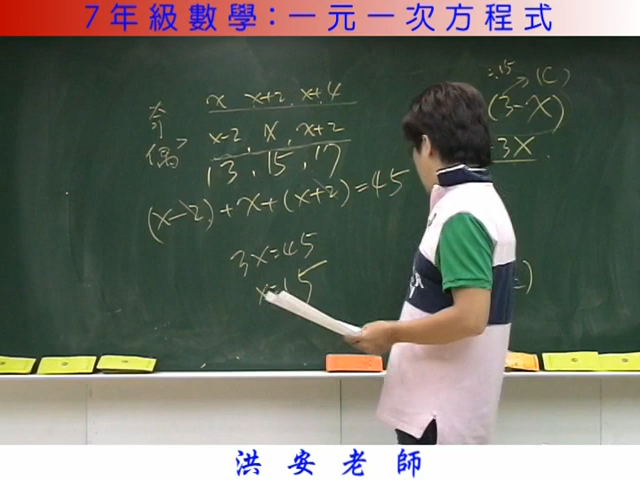 7年級數學:一元一次方程式
奇 x x+2, x+4
偶> x-2, x, x+2
13, 15, 17
(x-2)+x+(x+2)=45
3x=45
x=15
∴15 (C)
(3-x)
-3x
洪安老師